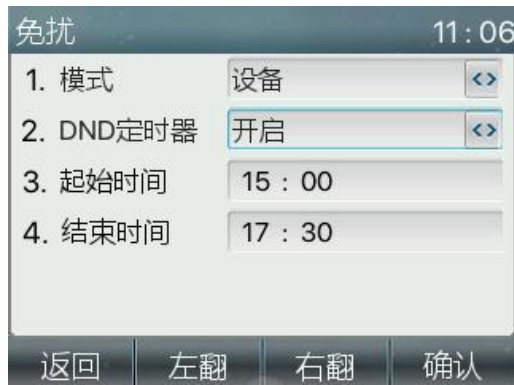 免扰 11:06
1. 模式 设备
2. DND定时器 开启
3. 起始时间 15 : 00
4. 结束时间 17 : 30
返回 左翻 右翻 确认